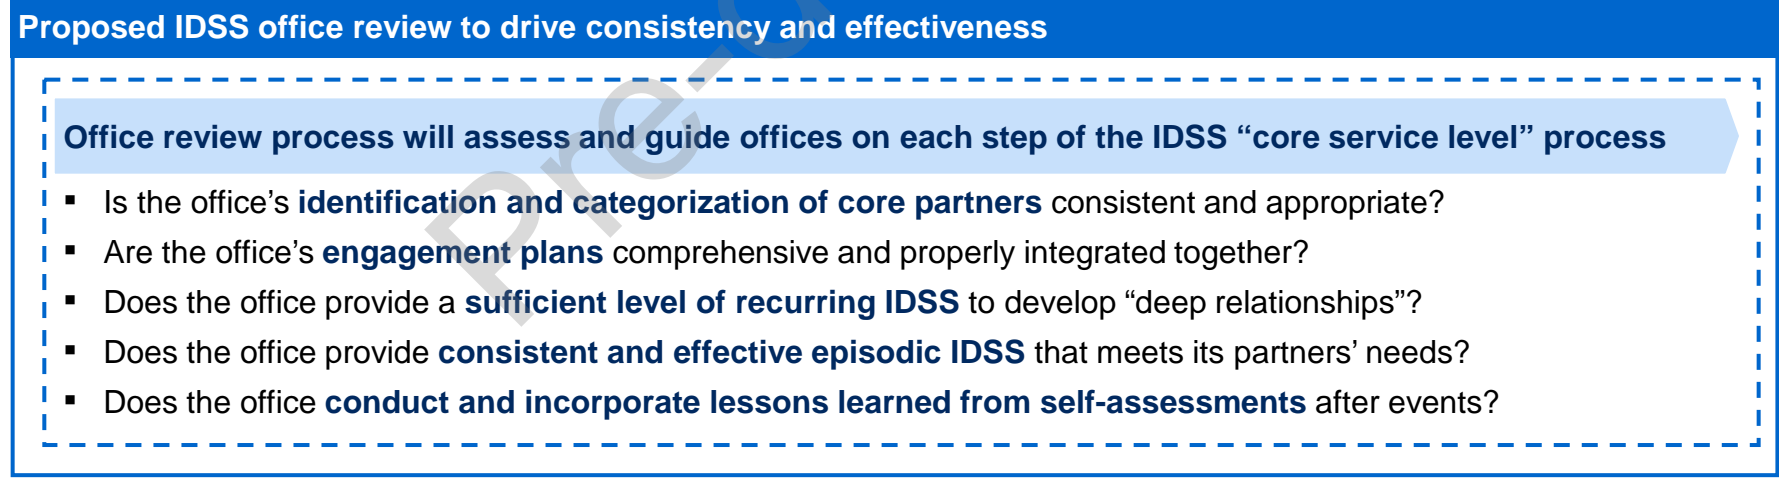 Proposed IDSS office review to drive consistency and effectiveness
Office review process will assess and guide offices on each step of the IDSS “core service level” process
▪ Is the office’s identification and categorization of core partners consistent and appropriate?
▪ Are the office’s engagement plans comprehensive and properly integrated together?
▪ Does the office provide a sufficient level of recurring IDSS to develop “deep relationships”?
▪ Does the office provide consistent and effective episodic IDSS that meets its partners’ needs?
▪ Does the office conduct and incorporate lessons learned from self-assessments after events?
Pre-